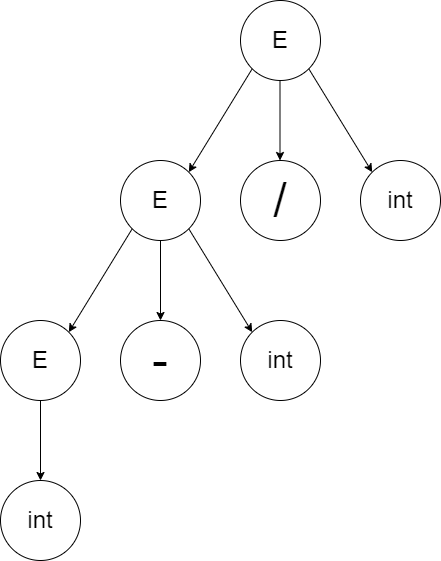 E
E / int
E - int
int